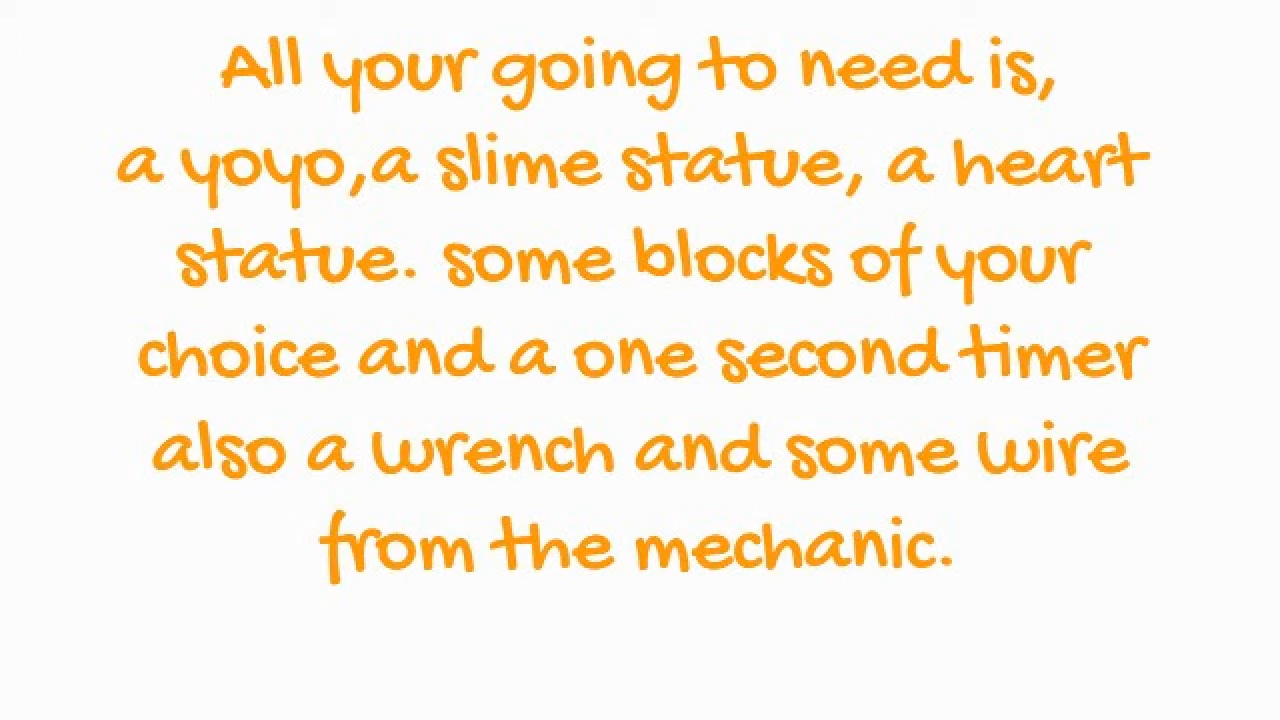 All your going to need is,
a yoyo,a slime statue, a heart
statue. some blocks of your
choice and a one second timer
also a wrench and some wire
from the mechanic.